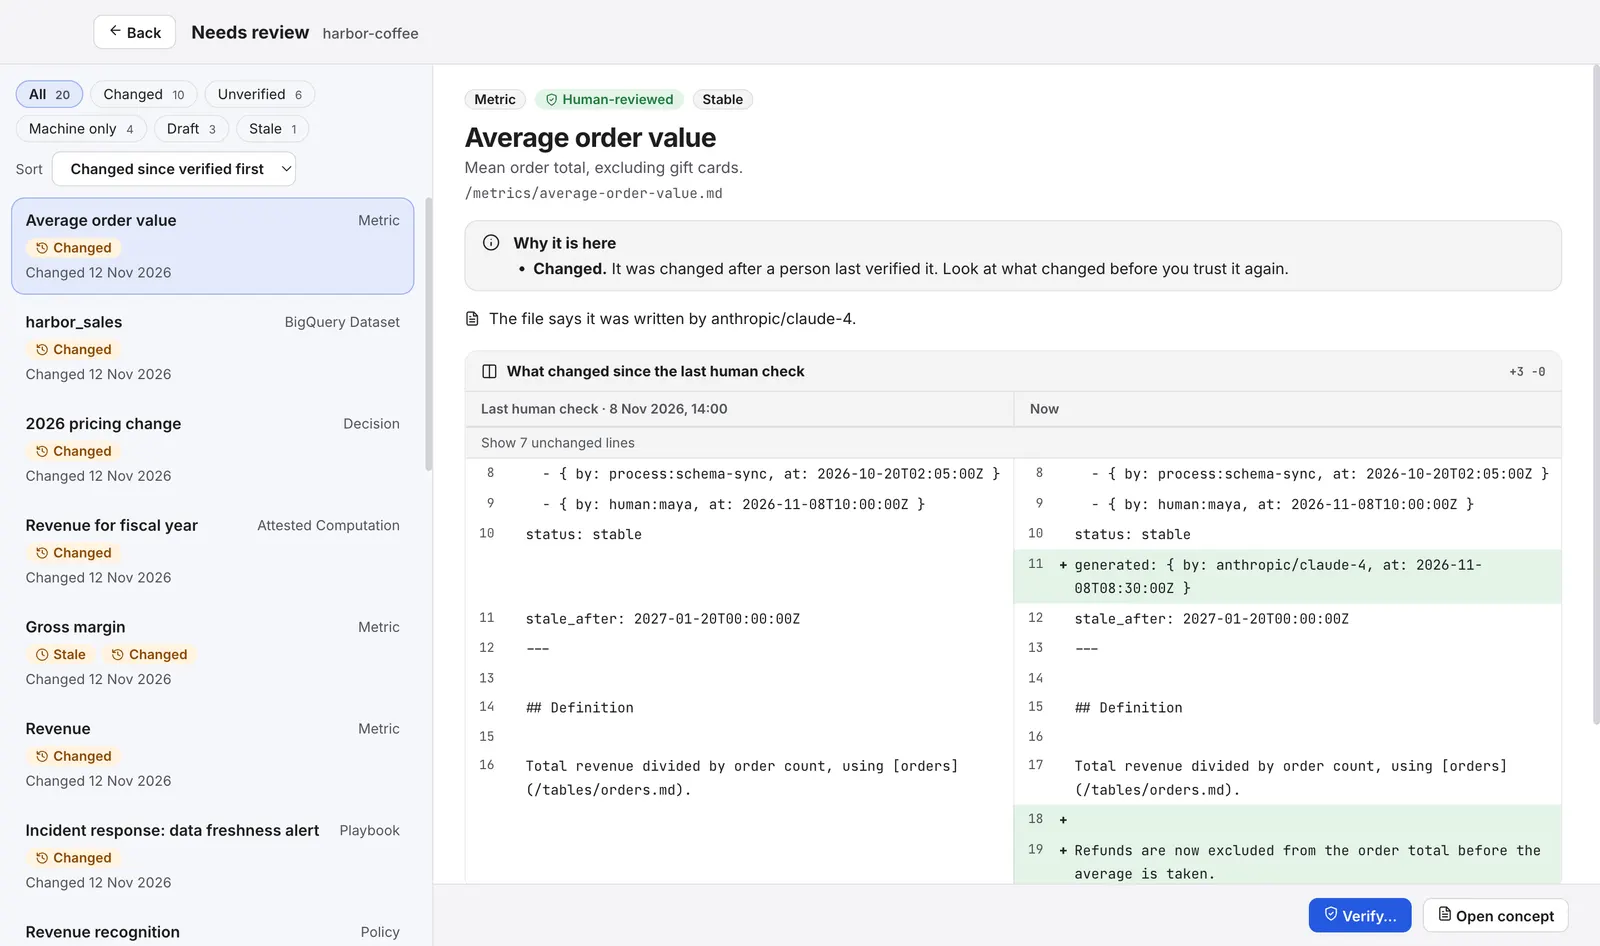 Back
Needs review harbor-coffee
All 20
Changed 10
Unverified 6
Machine only 4
Draft 3
Stale 1
Sort Changed since verified first
Average order value Metric
Changed
Changed 12 Nov 2026
harbor_sales BigQuery Dataset
Changed
Changed 12 Nov 2026
2026 pricing change Decision
Changed
Changed 12 Nov 2026
Revenue for fiscal year Attested Computation
Changed
Changed 12 Nov 2026
Gross margin Metric
Stale Changed
Changed 12 Nov 2026
Revenue Metric
Changed
Changed 12 Nov 2026
Incident response: data freshness alert Playbook
Changed
Changed 12 Nov 2026
Revenue recognition Policy
Metric Human-reviewed Stable
Average order value
Mean order total, excluding gift cards.
/metrics/average-order-value.md
Why it is here
• Changed. It was changed after a person last verified it. Look at what changed before you trust it again.
The file says it was written by anthropic/claude-4.
What changed since the last human check +3 -0
Last human check · 8 Nov 2026, 14:00
Now
Show 7 unchanged lines
8 - { by: process:schema-sync, at: 2026-10-20T02:05:00Z }
9 - { by: human:maya, at: 2026-11-08T10:00:00Z }
10 status: stable
11 stale_after: 2027-01-20T00:00:00Z
12 ---
13
14 ## Definition
15
16 Total revenue divided by order count, using [orders]
(/tables/orders.md).
8 - { by: process:schema-sync, at: 2026-10-20T02:05:00Z }
9 - { by: human:maya, at: 2026-11-08T10:00:00Z }
10 status: stable
11 + generated: { by: anthropic/claude-4, at: 2026-11-
08T08:30:00Z }
12 stale_after: 2027-01-20T00:00:00Z
13 ---
14
15 ## Definition
16
17 Total revenue divided by order count, using [orders]
(/tables/orders.md).
18 +
19 + Refunds are now excluded from the order total before the
average is taken.
Verify...
Open concept